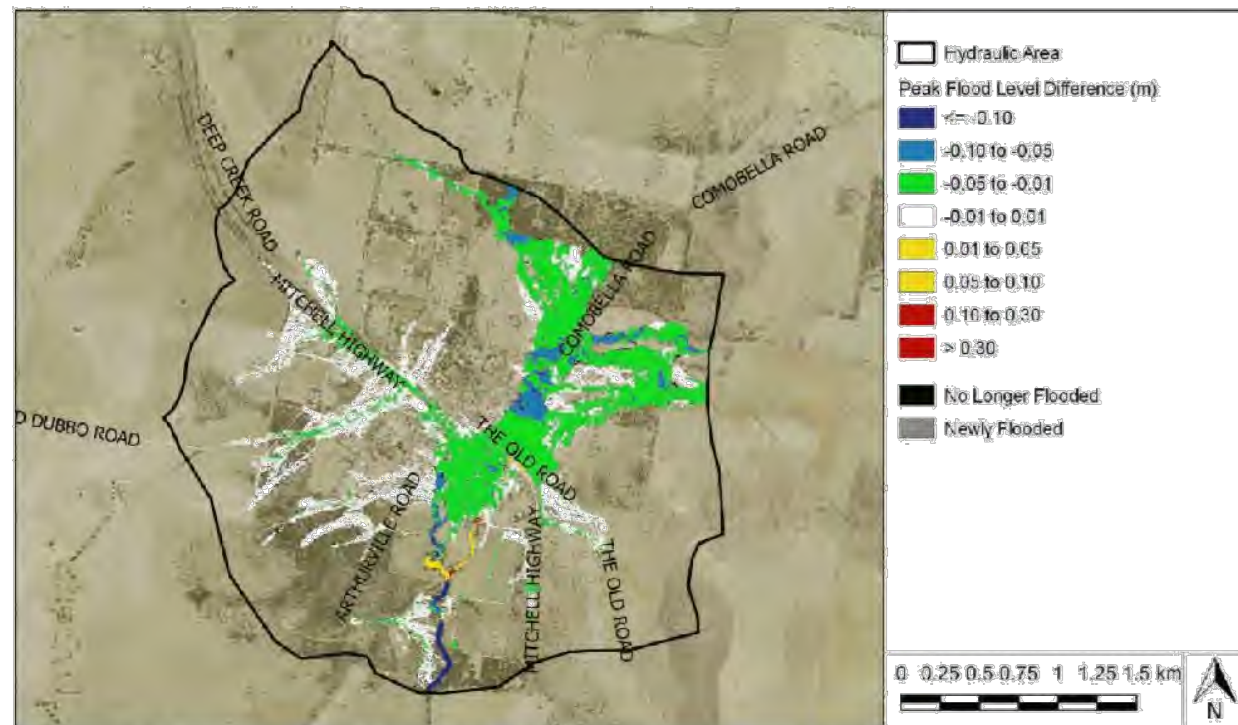 DEEP CREEK ROAD
COMOBELLA ROAD
COMOBELLA ROAD
MITCHELL HIGHWAY
D DUBBO ROAD
THE OLD ROAD
ARTHURVILLE ROAD
MITCHELL HIGHWAY
THE OLD ROAD
Hydraulic Area
Peak Flood Level Difference (m)
<= -0.10
-0.10 to -0.05
-0.05 to -0.01
-0.01 to 0.01
0.01 to 0.05
0.05 to 0.10
0.10 to 0.30
> 0.30
No Longer Flooded
Newly Flooded
0 0.25 0.5 0.75 1 1.25 1.5 km
N